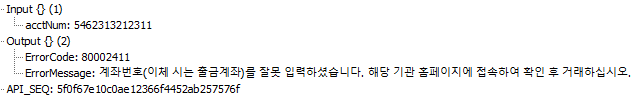 Input {} (1)
acctNum: 5462313212311
Output {} (2)
ErrorCode: 80002411
ErrorMessage: 계좌번호(이체 시는 출금계좌)를 잘못 입력하셨습니다. 해당 기관 홈페이지에 접속하여 확인 후 거래하십시오.
API_SEQ: 5f0f67e10c0ae12366f4452ab257576f